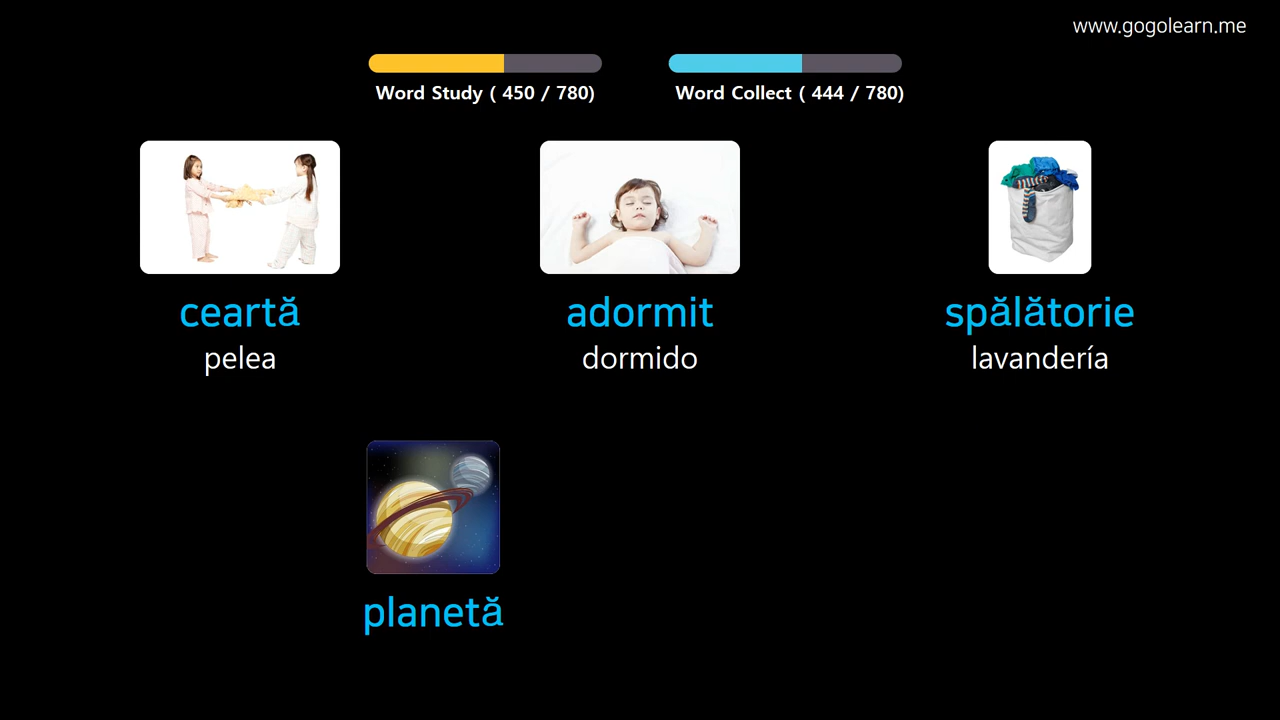 www.gogolearn.me
Word Study ( 450 / 780)
Word Collect ( 444 / 780)
ceartă
adormit
spălătorie
pelea
dormido
lavandería
planetă